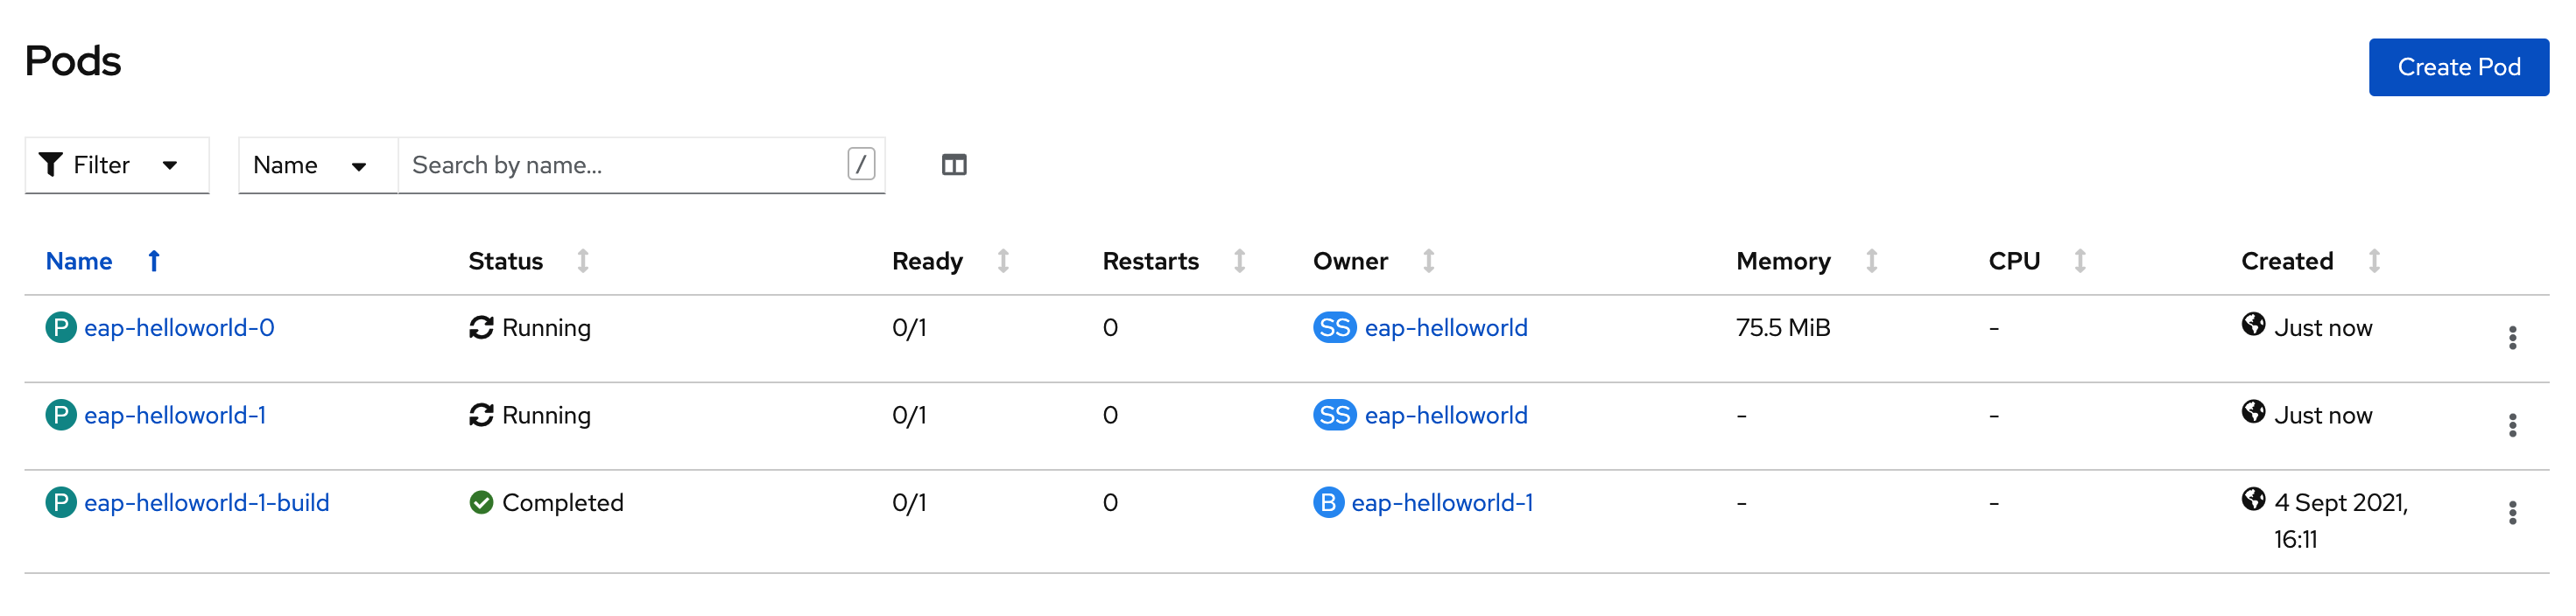 Pods
Create Pod
Filter Name Search by name... /
Name Status Ready Restarts Owner Memory CPU Created
P eap-helloworld-0 Running 0/1 0 SS eap-helloworld 75.5 MiB - Just now
P eap-helloworld-1 Running 0/1 0 SS eap-helloworld - - Just now
P eap-helloworld-1-build Completed 0/1 0 B eap-helloworld-1 - - 4 Sept 2021,
16:11